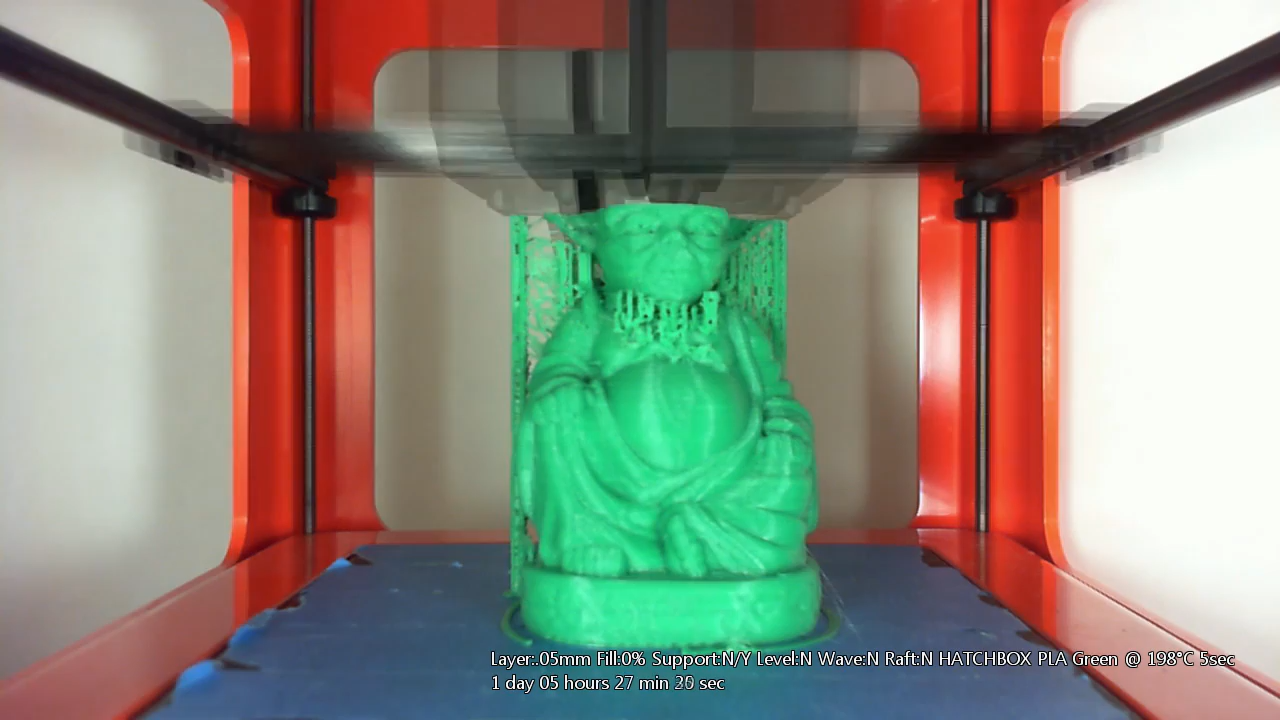 Layer:.05mm Fill:0% Support:N/Y Level:N Wave:N Raft:N HATCHBOX PLA Green @ 198°C 5sec
1 day 05 hours 27 min sec